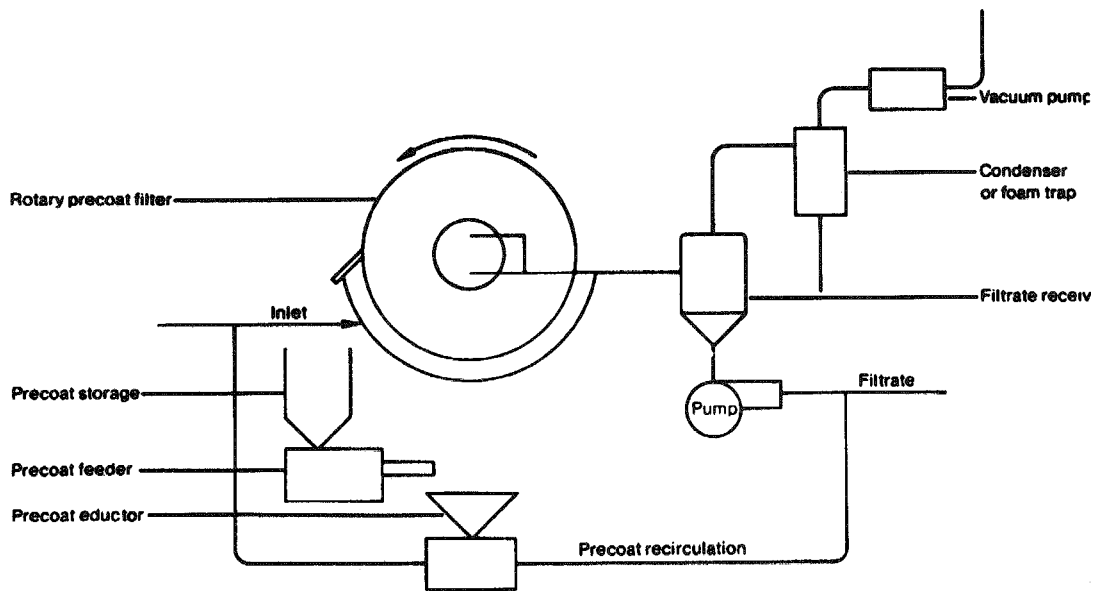 Vacuum pump
Condenser
or foam trap
Rotary precoat filter
Filtrate receiv
Inlet
Filtrate
Precoat storage
Pump
Precoat feeder
Precoat eductor
Precoat recirculation